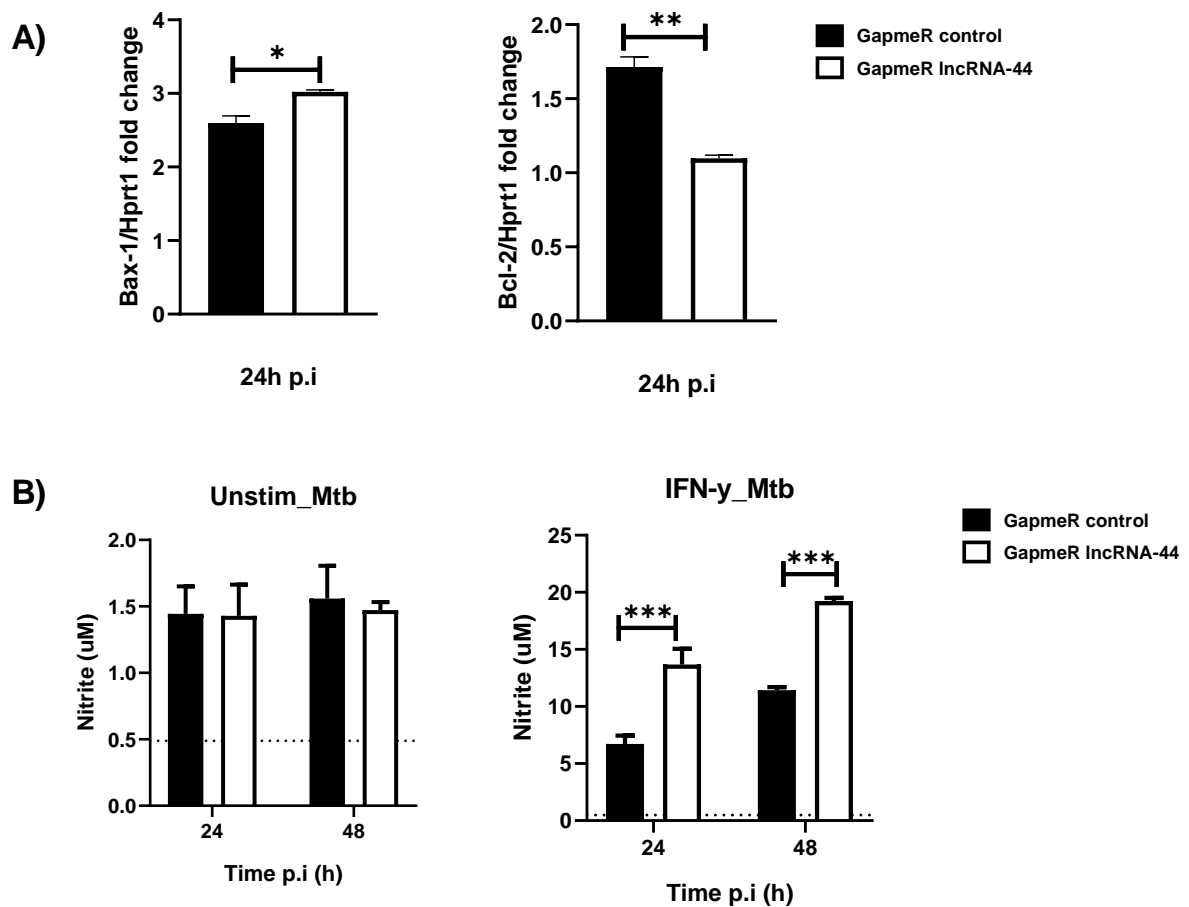 A)
Bax-1/Hprt1 fold change
4
3
2
1
0
*
24h p.i
Bcl-2/Hprt1 fold change
2.0
1.5
1.0
0.5
0.0
**
24h p.i
GapmeR control
GapmeR lncRNA-44
B)
Unstim_Mtb
Nitrite (uM)
2.0
1.5
1.0
0.5
0.0
24 48
Time p.i (h)
IFN-y_Mtb
Nitrite (uM)
25
20
15
10
5
0
***
***
24 48
Time p.i (h)
GapmeR control
GapmeR lncRNA-44